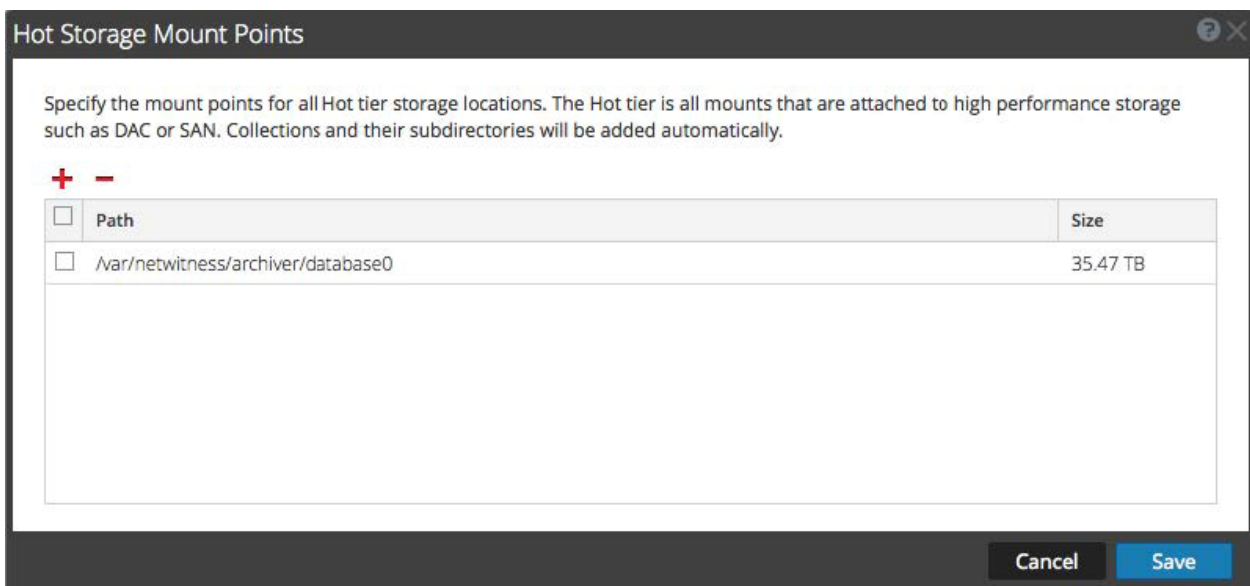 Hot Storage Mount Points
Specify the mount points for all Hot tier storage locations. The Hot tier is all mounts that are attached to high performance storage
such as DAC or SAN. Collections and their subdirectories will be added automatically.
Path Size
/var/netwitness/archiver/database0 35.47 TB
Cancel Save